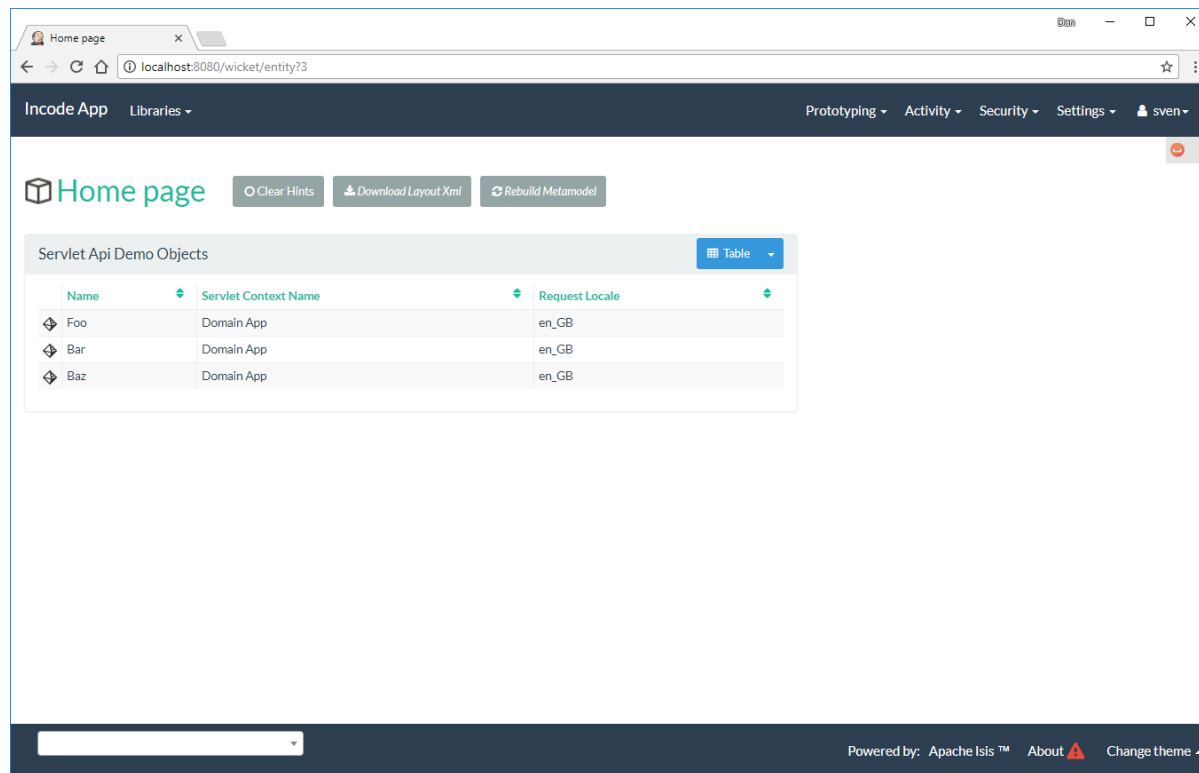 Dan
Home page
localhost:8080/wicket/entity?3
Incode App Libraries Prototyping Activity Security Settings sven
Home page Clear Hints Download Layout Xml Rebuild Metamodel
Servlet Api Demo Objects Table
Name Servlet Context Name Request Locale
Foo Domain App en_GB
Bar Domain App en_GB
Baz Domain App en_GB
Powered by: Apache Isis ™ About Change theme